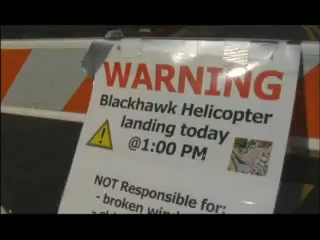 WARNING
Blackhawk Helicopter
landing today
@1:00 PM
NOT Responsible for:
- broken